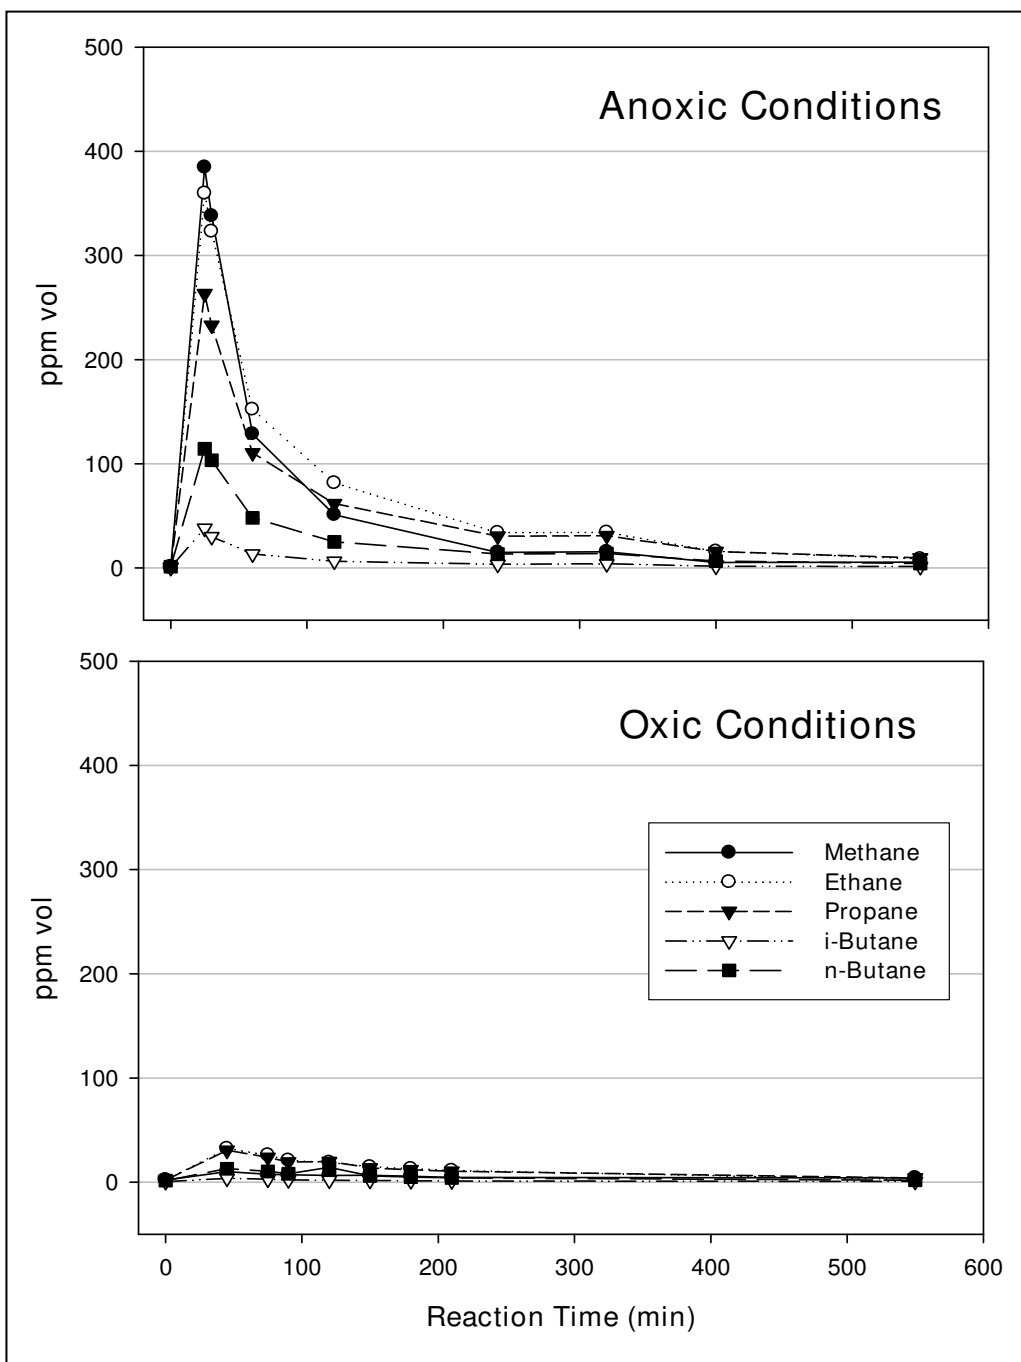 500
Anoxic Conditions
400
300
ppm vol
200
100
0
500
Oxic Conditions
400
300
ppm vol
200
100
0
Methane
Ethane
Propane
i-Butane
n-Butane
0 100 200 300 400 500 600
Reaction Time (min)